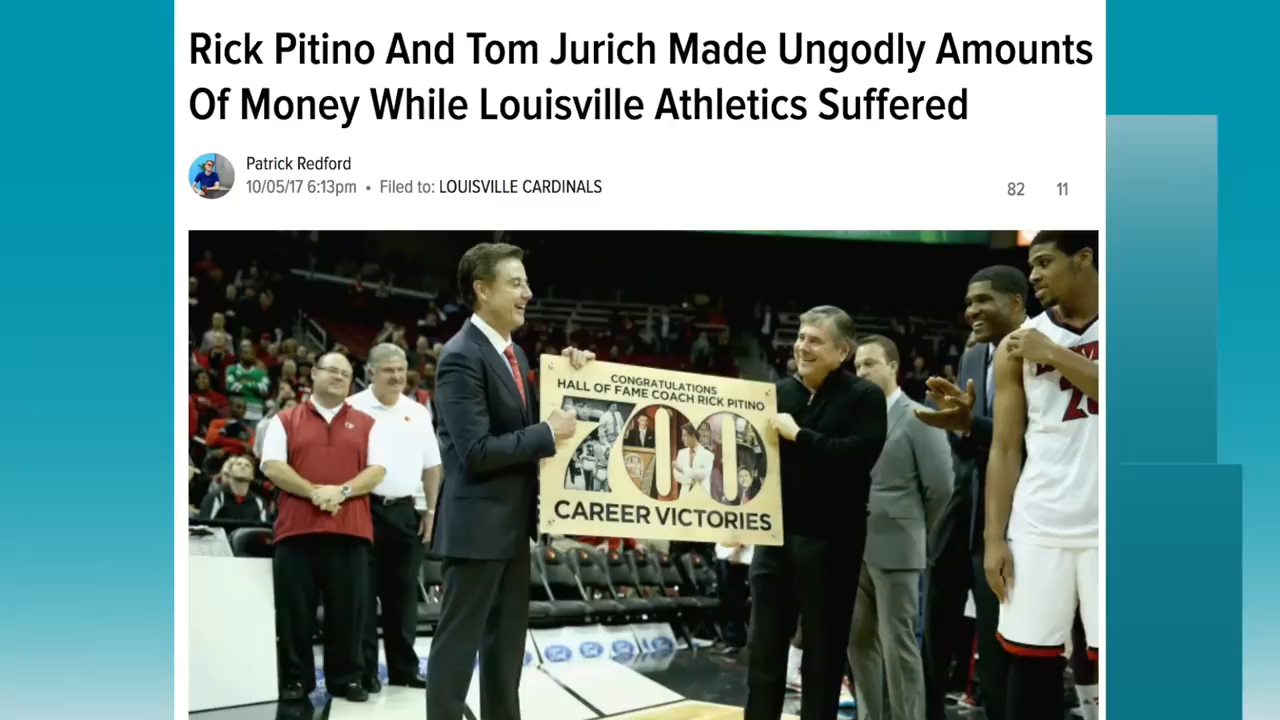 Rick Pitino And Tom Jurich Made Ungodly Amounts
Of Money While Louisville Athletics Suffered
Patrick Redford
10/05/17 6:13pm • Filed to: LOUISVILLE CARDINALS
82 11
CONGRATULATIONS
HALL OF FAME COACH RICK PITINO
700
CAREER VICTORIES